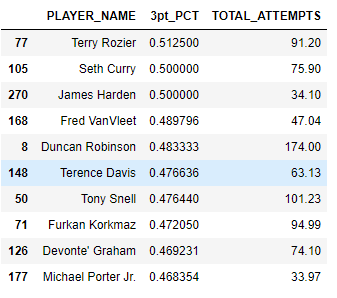 PLAYER_NAME 3pt_PCT TOTAL_ATTEMPTS
77 Terry Rozier 0.512500 91.20
105 Seth Curry 0.500000 75.90
270 James Harden 0.500000 34.10
168 Fred VanVleet 0.489796 47.04
8 Duncan Robinson 0.483333 174.00
148 Terence Davis 0.476636 63.13
50 Tony Snell 0.476440 101.23
71 Furkan Korkmaz 0.472050 94.99
126 Devonte' Graham 0.469231 74.10
177 Michael Porter Jr. 0.468354 33.97